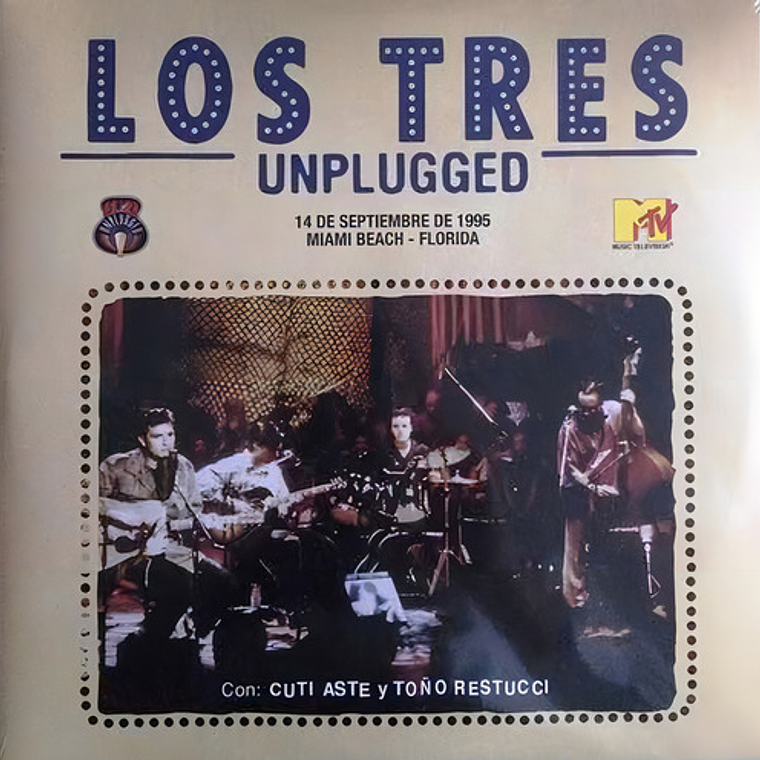 LOS TRES
UNPLUGGED
14 DE SEPTIEMBRE DE 1995
MIAMI BEACH - FLORIDA
UNPLUGGED
MTV
MUSIC TELEVISION®
Con: CUTI ASTE y TOÑO RESTUCCI